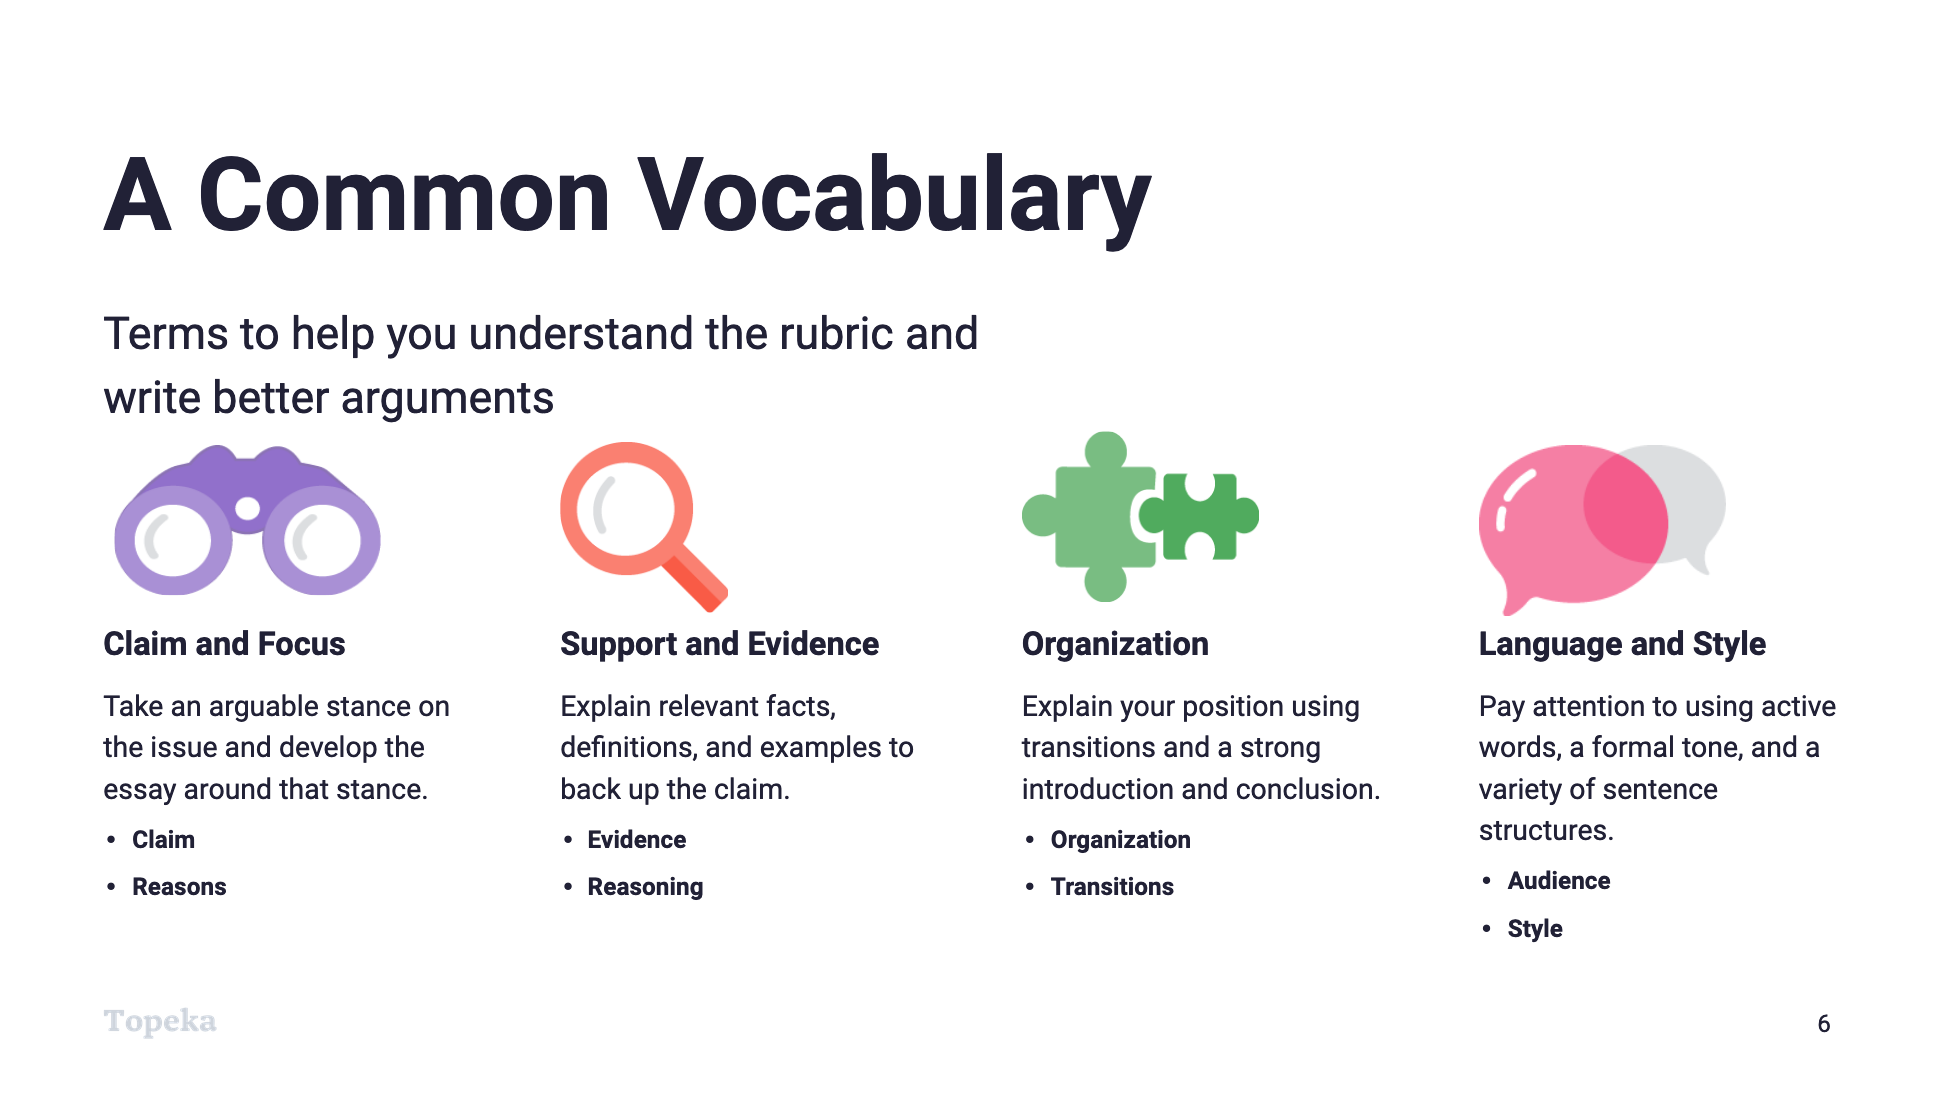 A Common Vocabulary
Terms to help you understand the rubric and
write better arguments
Claim and Focus
Take an arguable stance on
the issue and develop the
essay around that stance.
• Claim
• Reasons
Support and Evidence
Explain relevant facts,
definitions, and examples to
back up the claim.
• Evidence
• Reasoning
Organization
Explain your position using
transitions and a strong
introduction and conclusion.
• Organization
• Transitions
Language and Style
Pay attention to using active
words, a formal tone, and a
variety of sentence
structures.
• Audience
• Style
Topeka
6